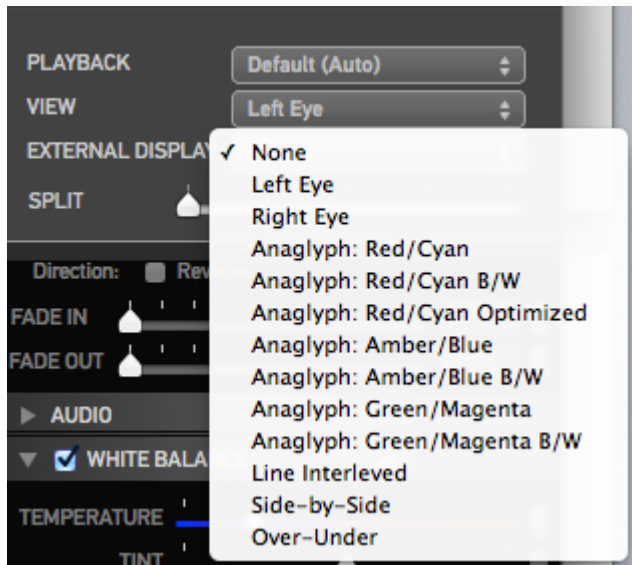 PLAYBACK Default (Auto)
VIEW Left Eye
EXTERNAL DISPLA
✓ None
Left Eye
Right Eye
Anaglyph: Red/Cyan
Anaglyph: Red/Cyan B/W
Anaglyph: Red/Cyan Optimized
Anaglyph: Amber/Blue
Anaglyph: Amber/Blue B/W
Anaglyph: Green/Magenta
Anaglyph: Green/Magenta B/W
Line Interleved
Side-by-Side
Over-Under
SPLIT
Direction: Rev
FADE IN
FADE OUT
AUDIO
WHITE BALA
TEMPERATURE
TINT